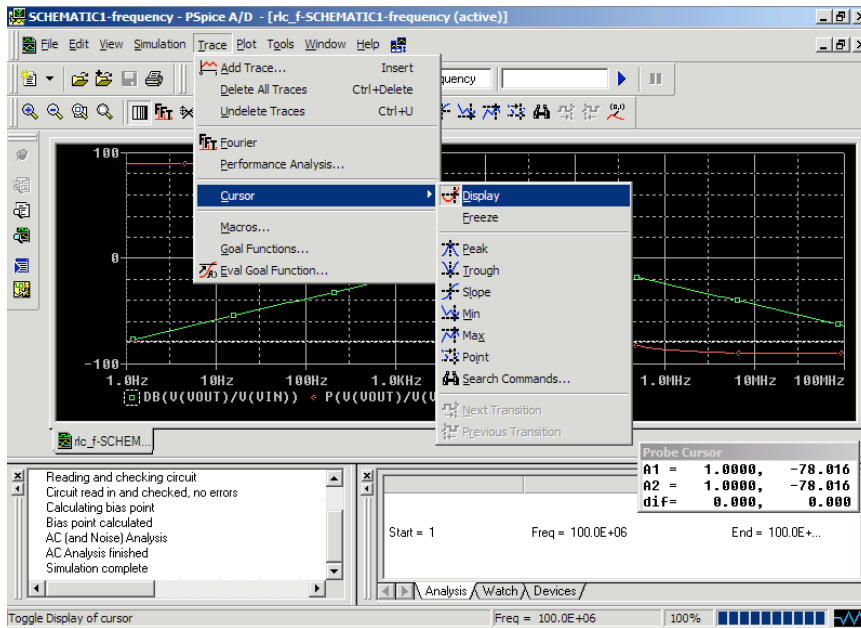 SCHEMATIC1-frequency - PSpice A/D - [rlc_f-SCHEMATIC1-frequency (active)]
File Edit View Simulation Trace Plot Tools Window Help
Add Trace... Insert
Delete All Traces Ctrl+Delete
Undelete Traces Ctrl+U
Fourier
Performance Analysis...
Cursor
Macros...
Goal Functions...
Eval Goal Function...
Display
Freeze
Peak
Trough
Slope
Min
Max
Point
Search Commands...
Next Transition
Previous Transition
quency
FFT
(0,1)
100
0
-100
1.0Hz 10Hz 100Hz 1.0KHz 1.0MHz 10MHz 100MHz
DB(V(VOUT)/V(VIN)) P(V(VOUT)/V(V
rlc_f-SCHEM...
Probe Cursor
A1 = 1.0000, -78.016
A2 = 1.0000, -78.016
dif= 0.000, 0.000
Reading and checking circuit
Circuit read in and checked, no errors
Calculating bias point
Bias point calculated
AC (and Noise) Analysis
AC Analysis finished
Simulation complete
Start = 1 Freq = 100.0E+06 End = 100.0E+...
Analysis Watch Devices
Toggle Display of cursor Freq = 100.0E+06 100%